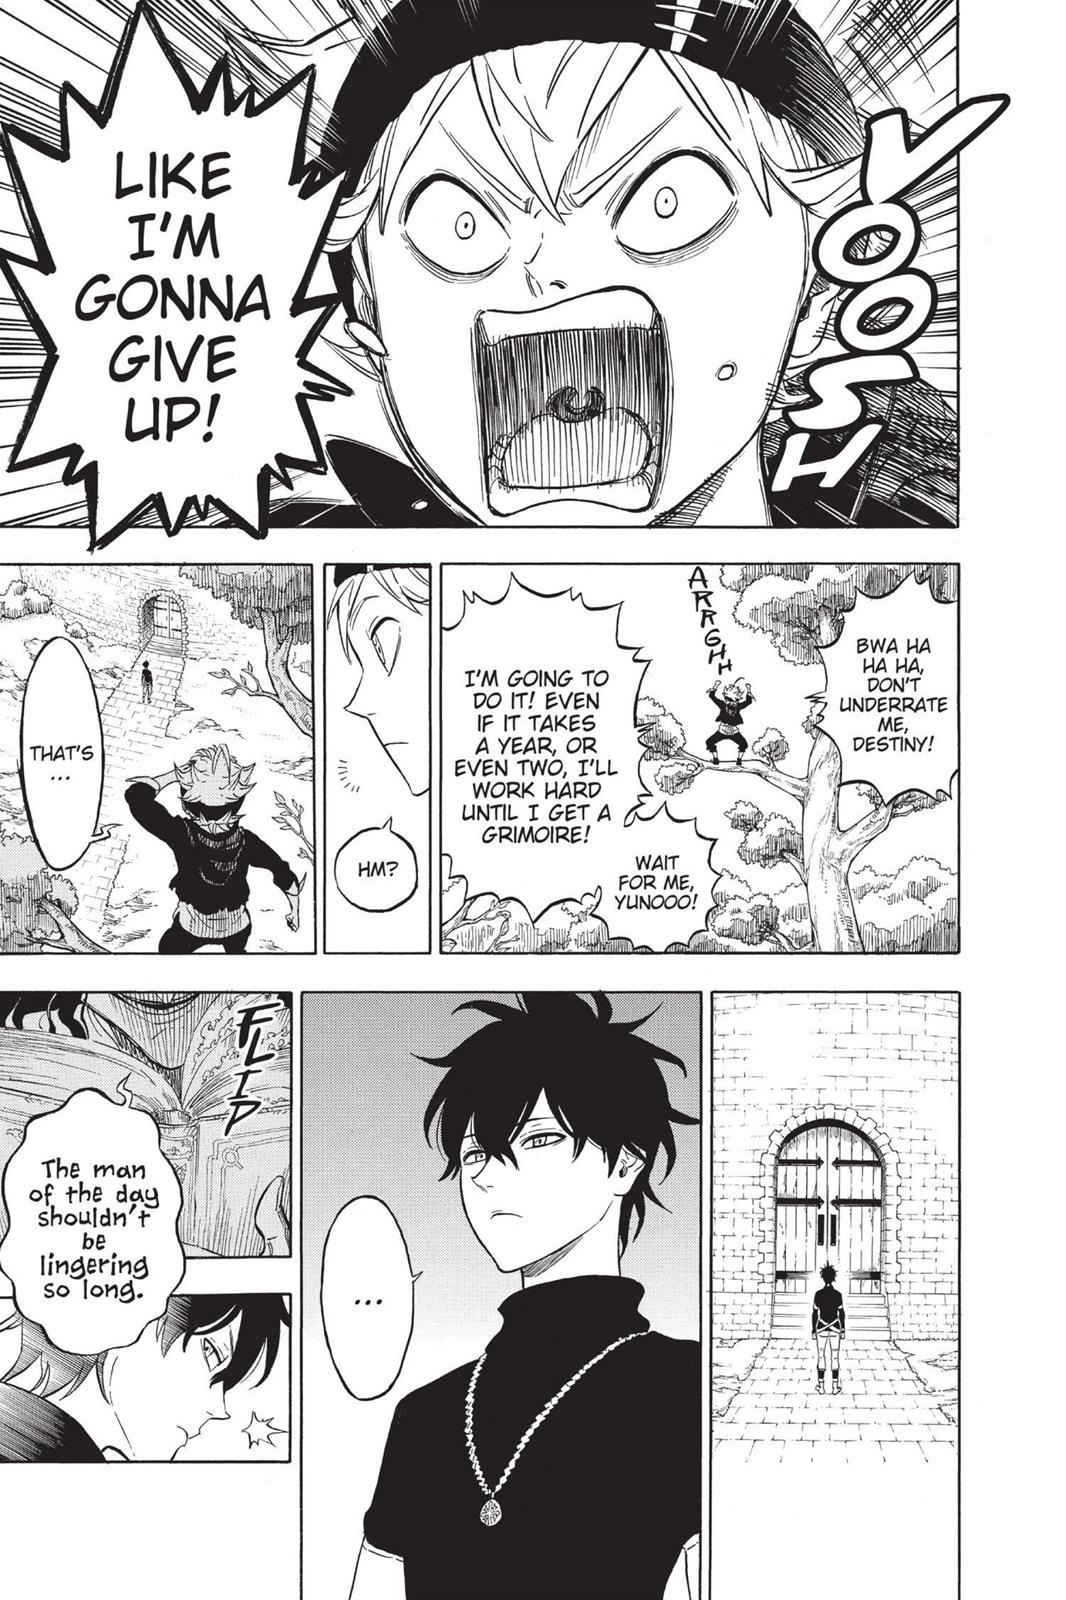 LIKE
I'M
GONNA
GIVE
UP!
YOOSH
BWA HA
HA HA,
DON'T
UNDERRATE
ME,
DESTINY!
ARRGHH
I'M GOING TO
DO IT! EVEN
IF IT TAKES
A YEAR, OR
EVEN TWO, I'LL
WORK HARD
UNTIL I GET A
GRIMOIRE!
WAIT
FOR ME,
YUNOOO!
HM?
THAT'S
...
...
FLIP
The man
of the day
shouldn't
be
lingering
so long.